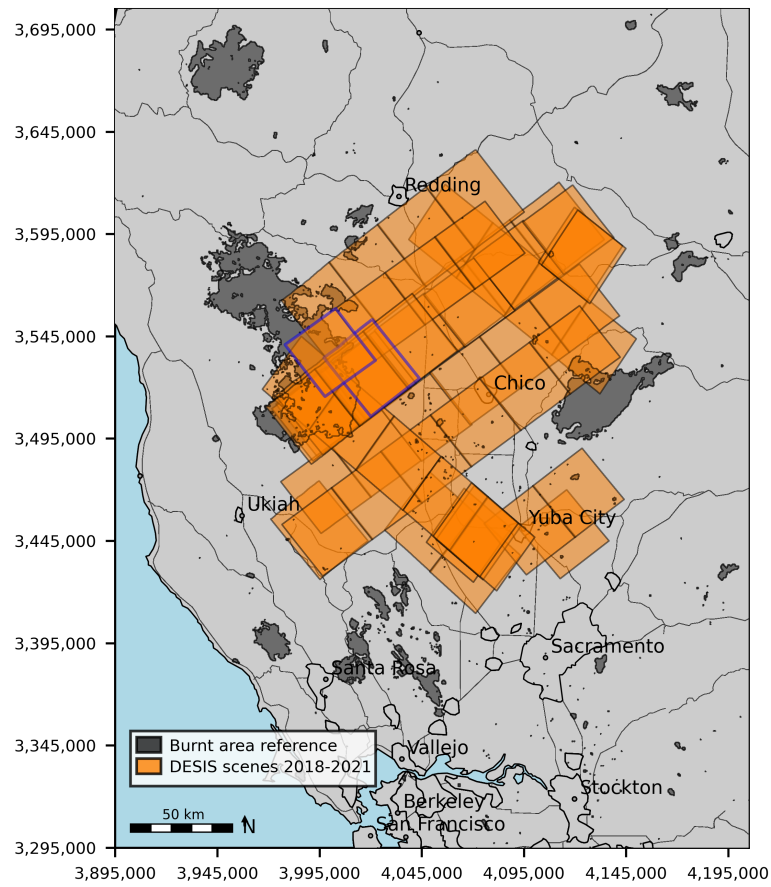 3,695,000
3,645,000
Redding
3,595,000
3,545,000
Chico
3,495,000
Ukiah
Yuba City
3,445,000
3,395,000
Sacramento
Santa Rosa
3,345,000
Burnt area reference
Vallejo
DESIS scenes 2018-2021
Stockton
Berkeley
50 km
N
San Francisco
3,295,000
3,895,000 3,945,000 3,995,000 4,045,000 4,095,000 4,145,000 4,195,000